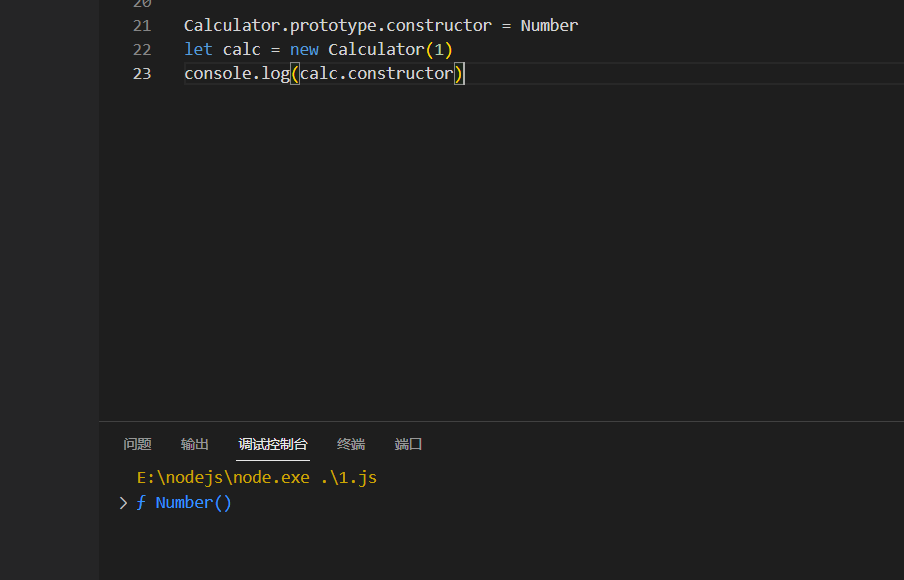 20
21 Calculator.prototype.constructor = Number
22 let calc = new Calculator(1)
23 console.log(calc.constructor)
问题 输出 调试控制台 终端 端口
E:\nodejs\node.exe .\1.js
> ƒ Number()